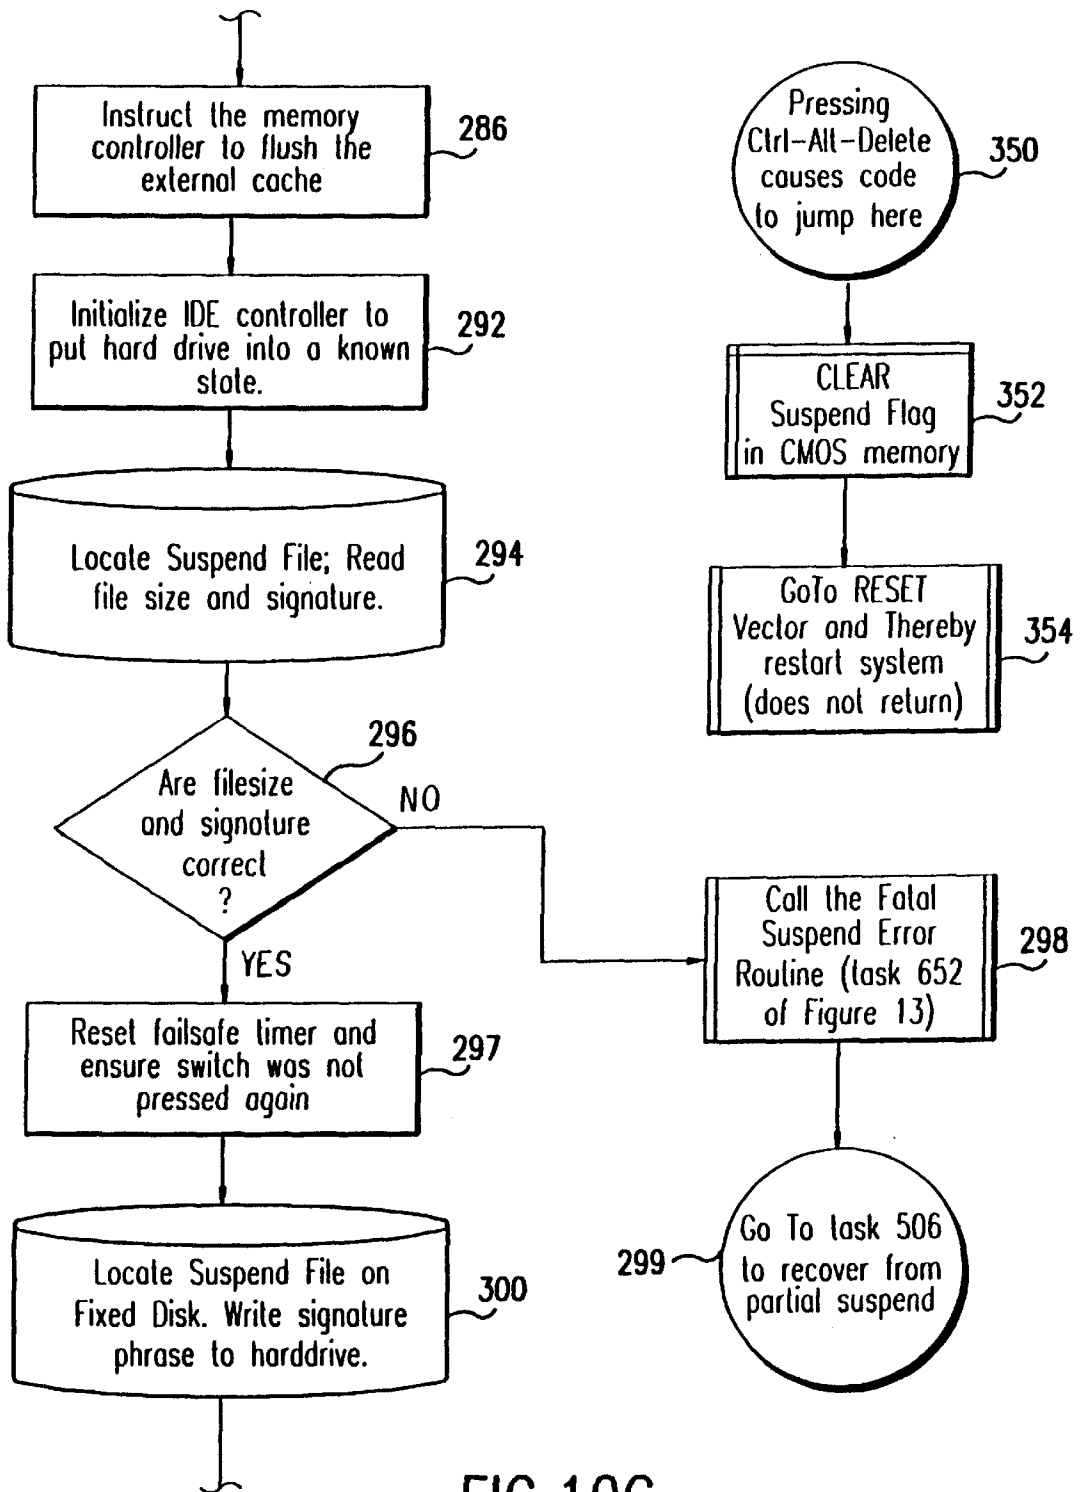 Instruct the memory
controller to flush the
external cache
286
Initialize IDE controller to
put hard drive into a known
state.
292
Locate Suspend File; Read
file size and signature.
294
296
Are filesize
and signature
correct
?
NO
YES
Reset failsafe timer and
ensure switch was not
pressed again
297
Locate Suspend File on
Fixed Disk. Write signature
phrase to harddrive.
300
Pressing
Ctrl-Alt-Delete
causes code
to jump here
350
CLEAR
Suspend Flag
in CMOS memory
352
GoTo RESET
Vector and Thereby
restart system
(does not return)
354
Call the Fatal
Suspend Error
Routine (task 652
of Figure 13)
298
Go To task 506
to recover from
partial suspend
299